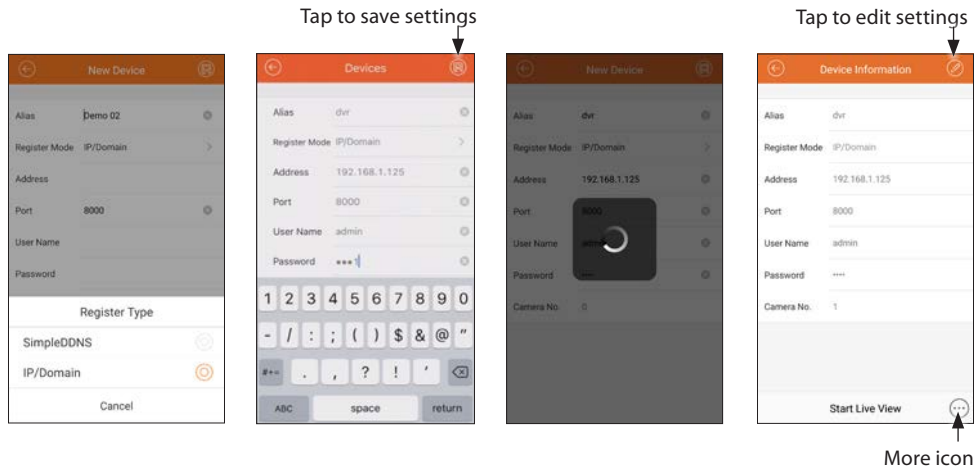 Tap to save settings
Tap to edit settings
New Device
Alias Demo 02
Register Mode IP/Domain
Address
Port 8000
User Name
Password
Register Type
SimpleDDNS
IP/Domain
Cancel
Devices
Alias dvr
Register Mode IP/Domain
Address 192.168.1.125
Port 8000
User Name admin
Password •••1
1 2 3 4 5 6 7 8 9 0
- / : ; ( ) $ & @ "
#+= . , ? ! '
ABC space return
New Device
Alias dvr
Register Mode IP/Domain
Address 192.168.1.125
Port 8000
User Name
Password ••••
Camera No. 0
Device Information
Alias dvr
Register Mode IP/Domain
Address 192.168.1.125
Port 8000
User Name admin
Password ••••
Camera No. 1
Start Live View
More icon